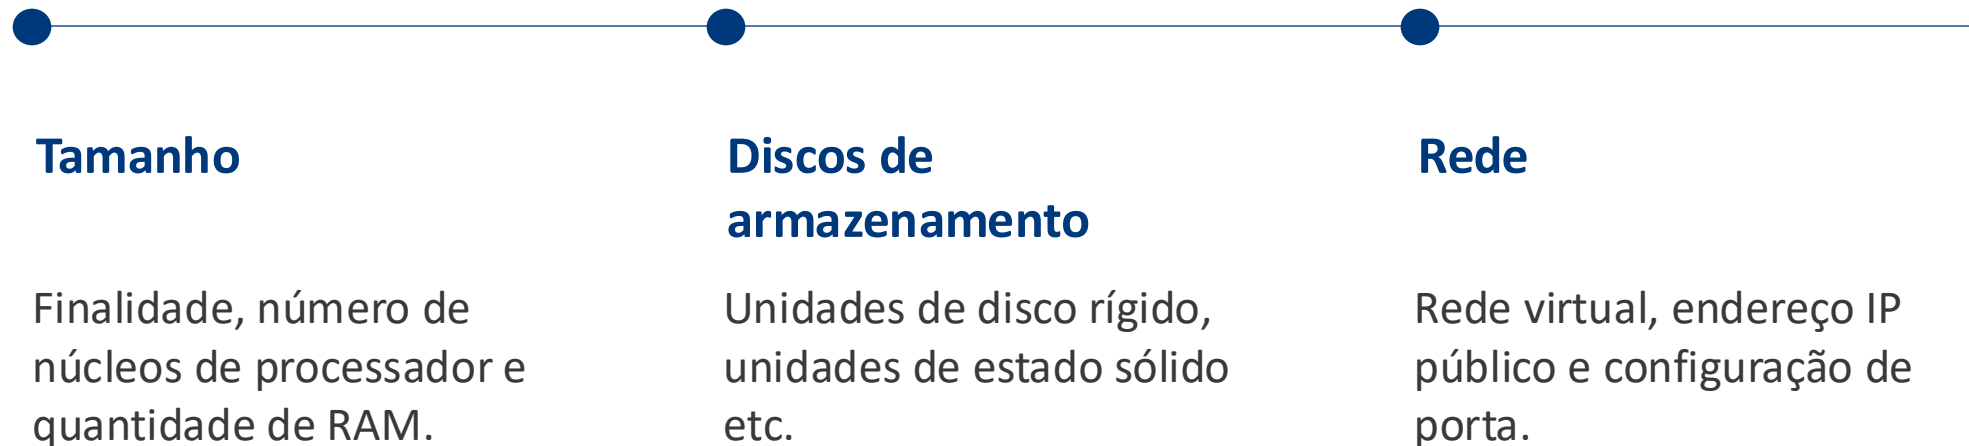 Tamanho
Finalidade, número de
núcleos de processador e
quantidade de RAM.
Discos de
armazenamento
Unidades de disco rígido,
unidades de estado sólido
etc.
Rede
Rede virtual, endereço IP
público e configuração de
porta.